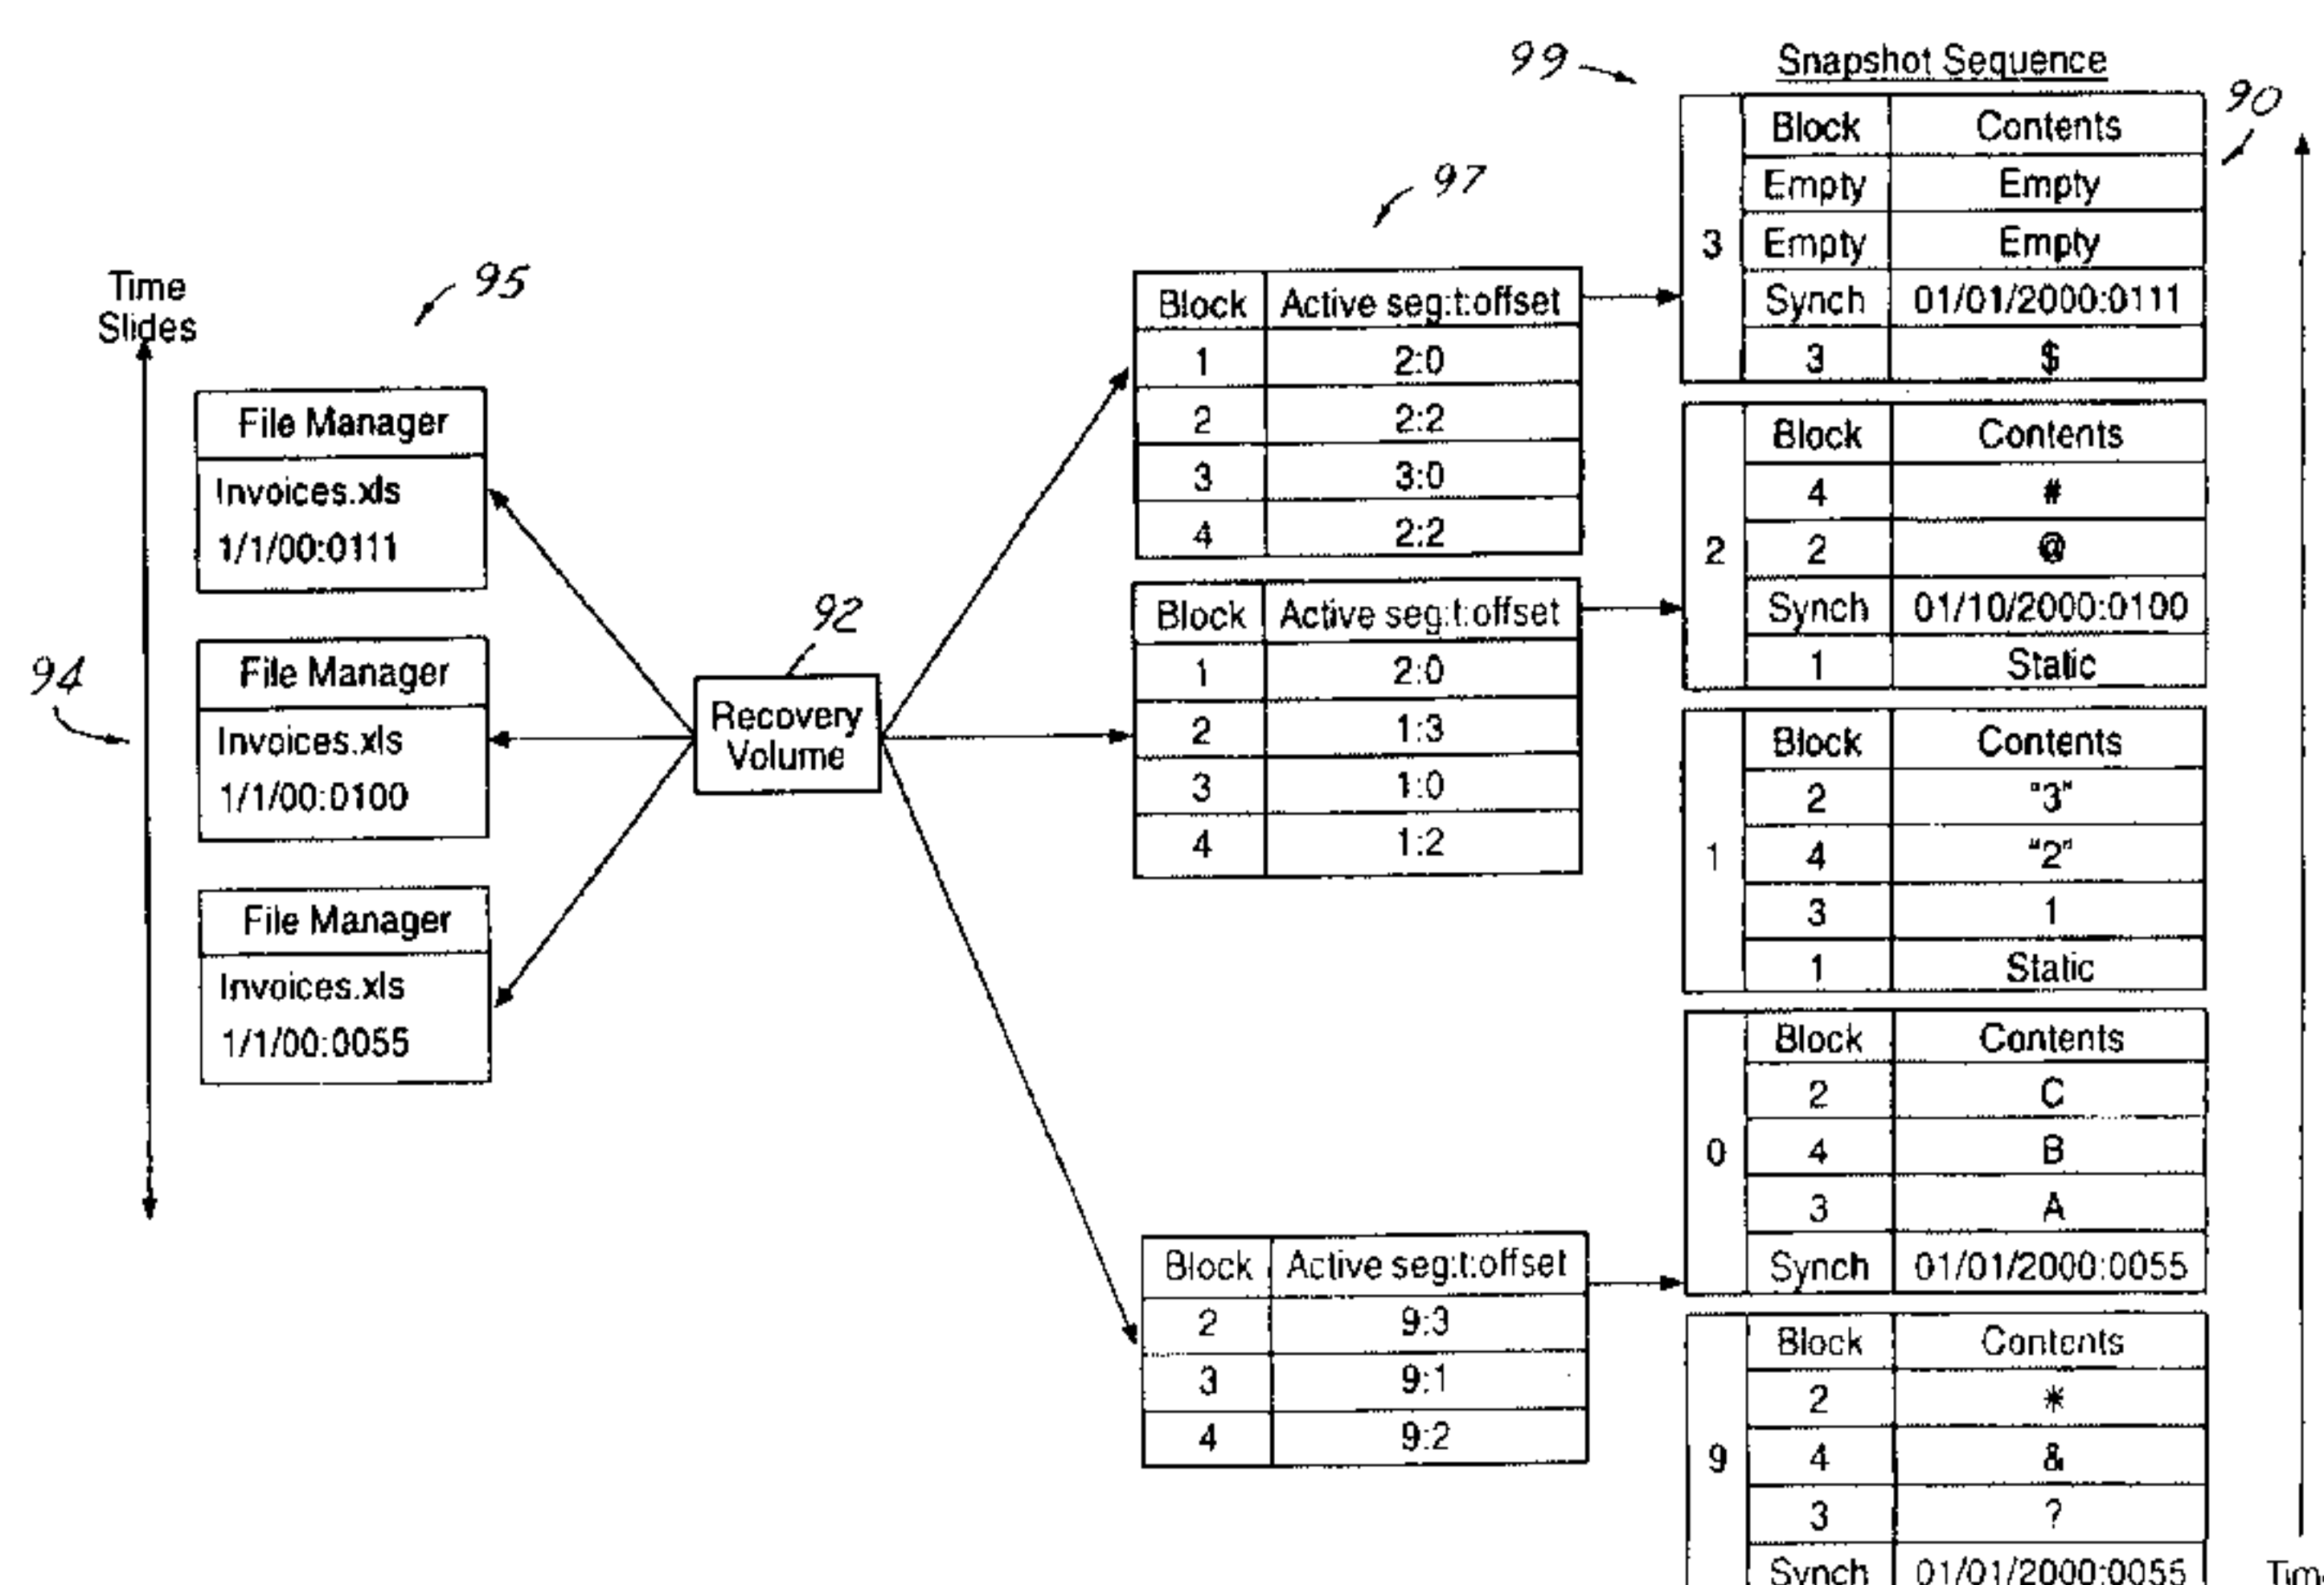 99
Snapshot Sequence
90
Block Contents
Empty Empty
3 Empty Empty
Synch 01/01/2000:0111
3 $
97
Block Active seg:t:offset
1 2:0
2 2:2
3 3:0
4 2:2
95
Time
Slides
94
File Manager
Invoices.xls
1/1/00:0111
File Manager
Invoices.xls
1/1/00:0100
File Manager
Invoices.xls
1/1/00:0055
92
Recovery
Volume
Block Contents
4 #
2 2 @
Synch 01/10/2000:0100
1 Static
Block Active seg:t:offset
1 2:0
2 1:3
3 1:0
4 1:2
Block Contents
2 "3"
1 4 "2"
3 1
1 Static
Block Contents
2 C
0 4 B
3 A
Synch 01/01/2000:0055
Block Active seg:t:offset
2 9:3
3 9:1
4 9:2
Block Contents
2 *
9 4 &
3 ?
Synch 01/01/2000:0055